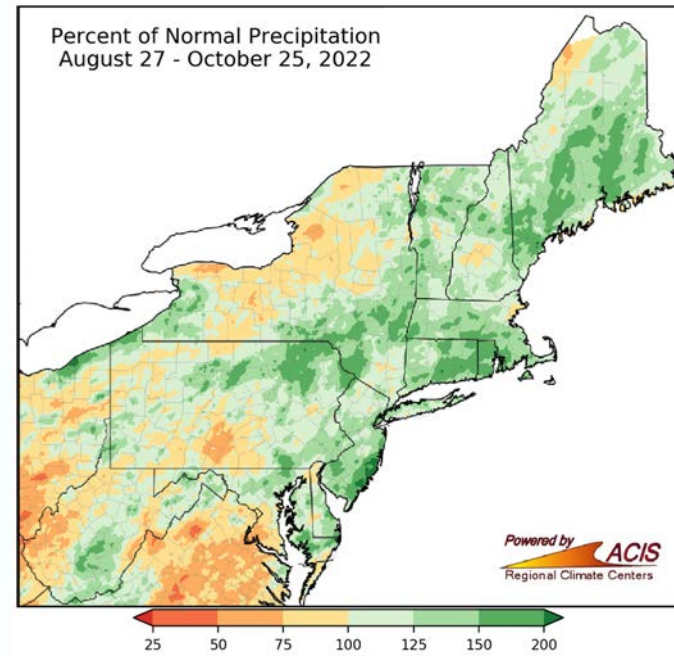 Percent of Normal Precipitation
August 27 - October 25, 2022
Powered by
ACIS
Regional Climate Centers
25 50 75 100 125 150 200